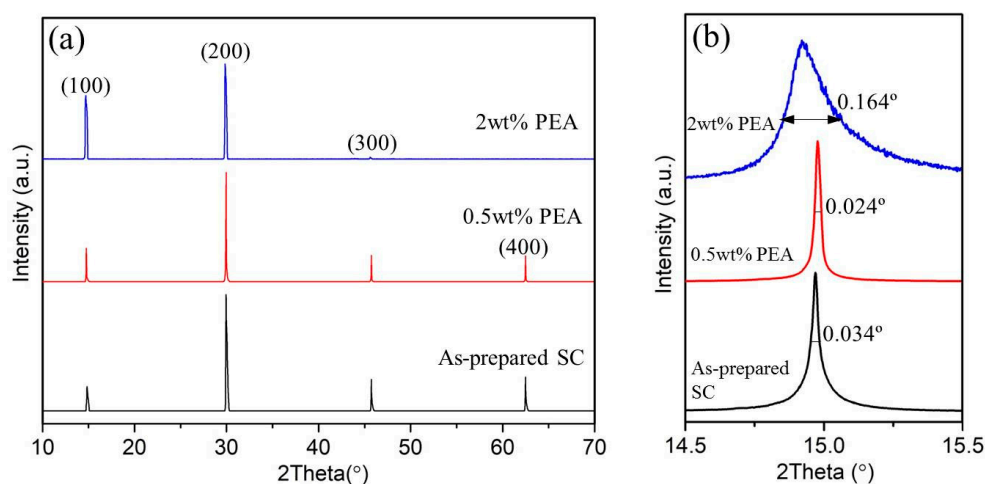 (a)
(100)
(200)
(300)
2wt% PEA
0.5wt% PEA
(400)
As-prepared SC
Intensity (a.u.)
10 20 30 40 50 60 70
2Theta(°)
(b)
0.164º
2wt% PEA
0.024º
0.5wt% PEA
0.034º
As-prepared
SC
Intensity (a.u.)
14.5 15.0 15.5
2Theta (°)